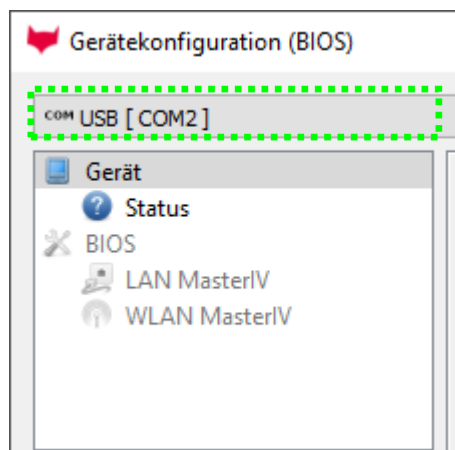 Gerätekonfiguration (BIOS)
COM USB [ COM2 ]
Gerät
? Status
BIOS
LAN MasterIV
WLAN MasterIV